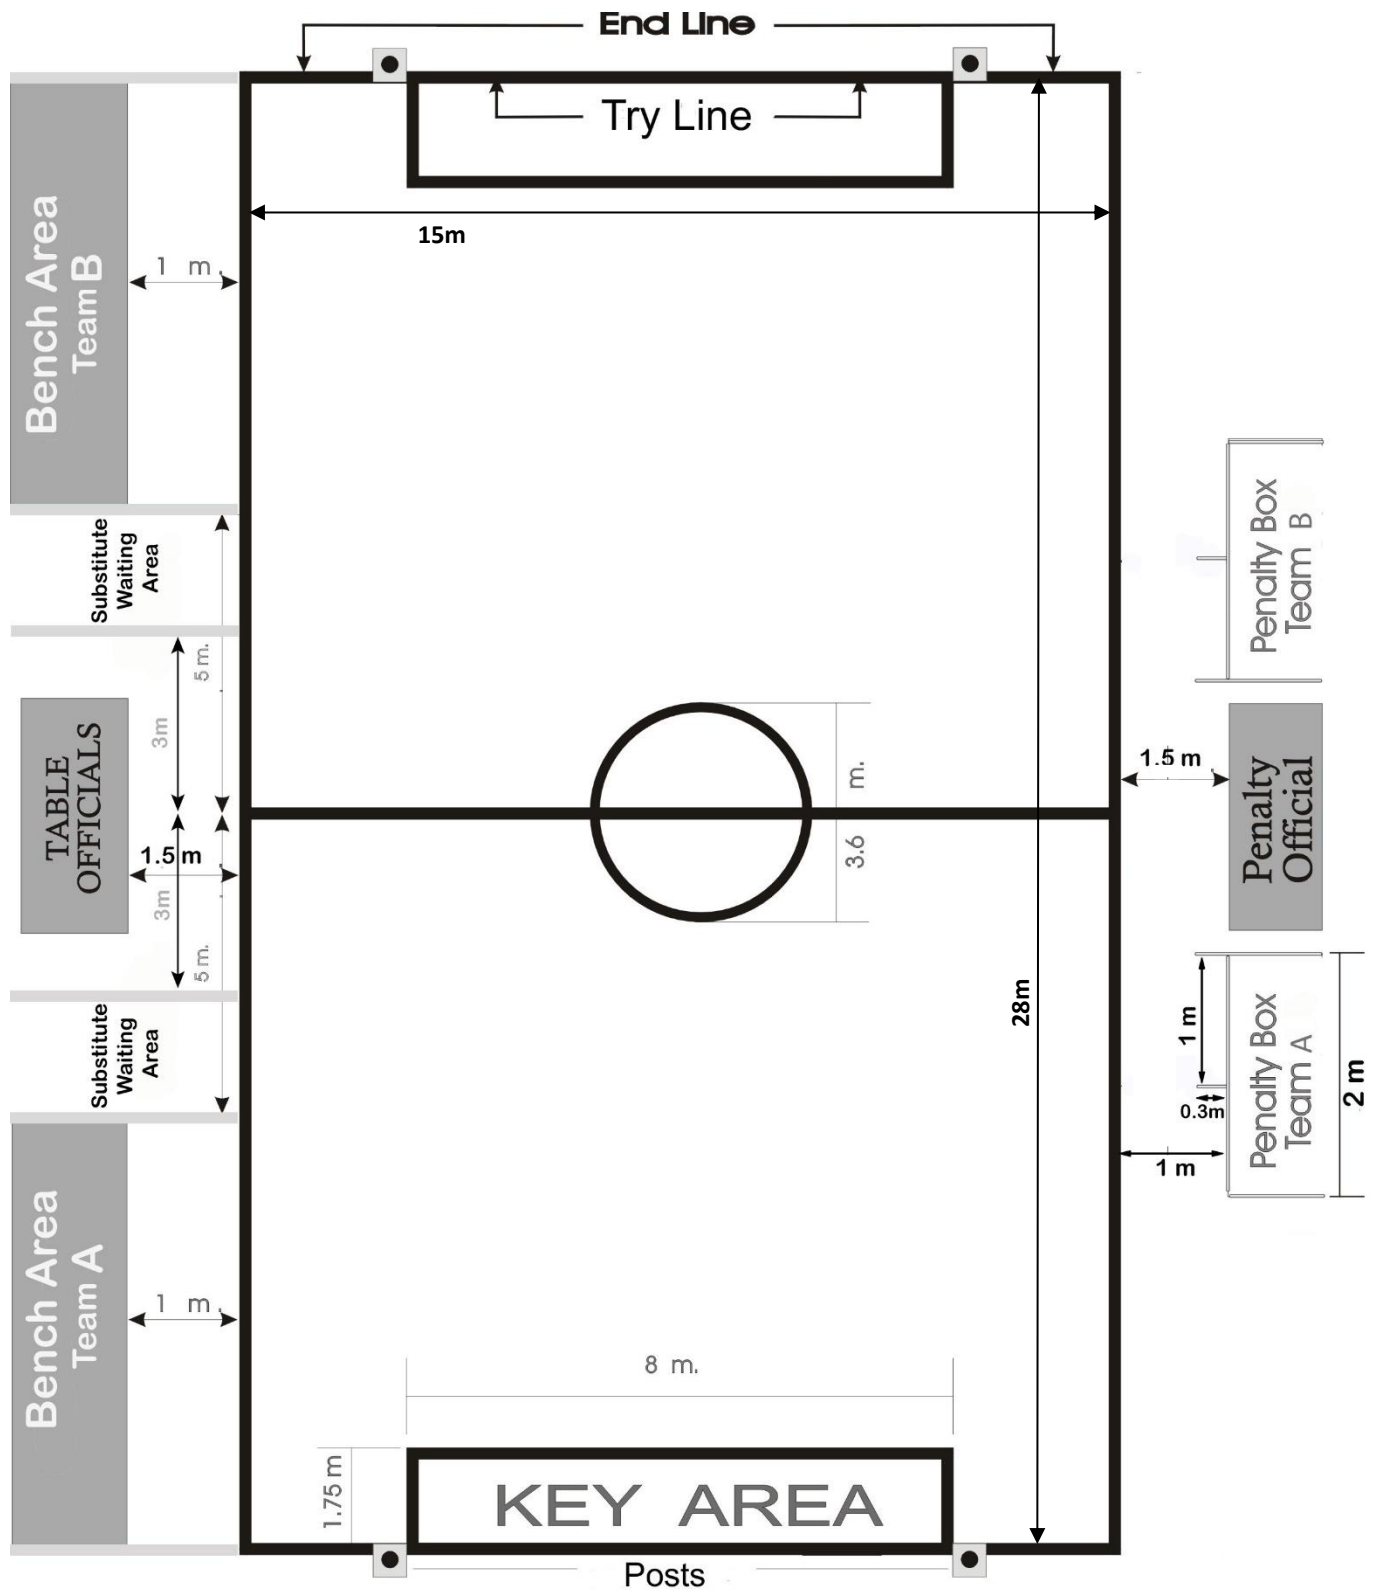 End Line
Try Line
15m
Bench Area
Team B
1 m.
Substitute
Waiting
Area
5 m.
3m
TABLE
OFFICIALS
1.5 m
3m
5 m.
Substitute
Waiting
Area
Bench Area
Team A
1 m.
3.6 m.
28m
Penalty Box
Team B
1.5 m
Penalty
Official
1 m
Penalty Box
Team A
2 m
0.3m
1 m
8 m.
1.75 m
KEY AREA
Posts